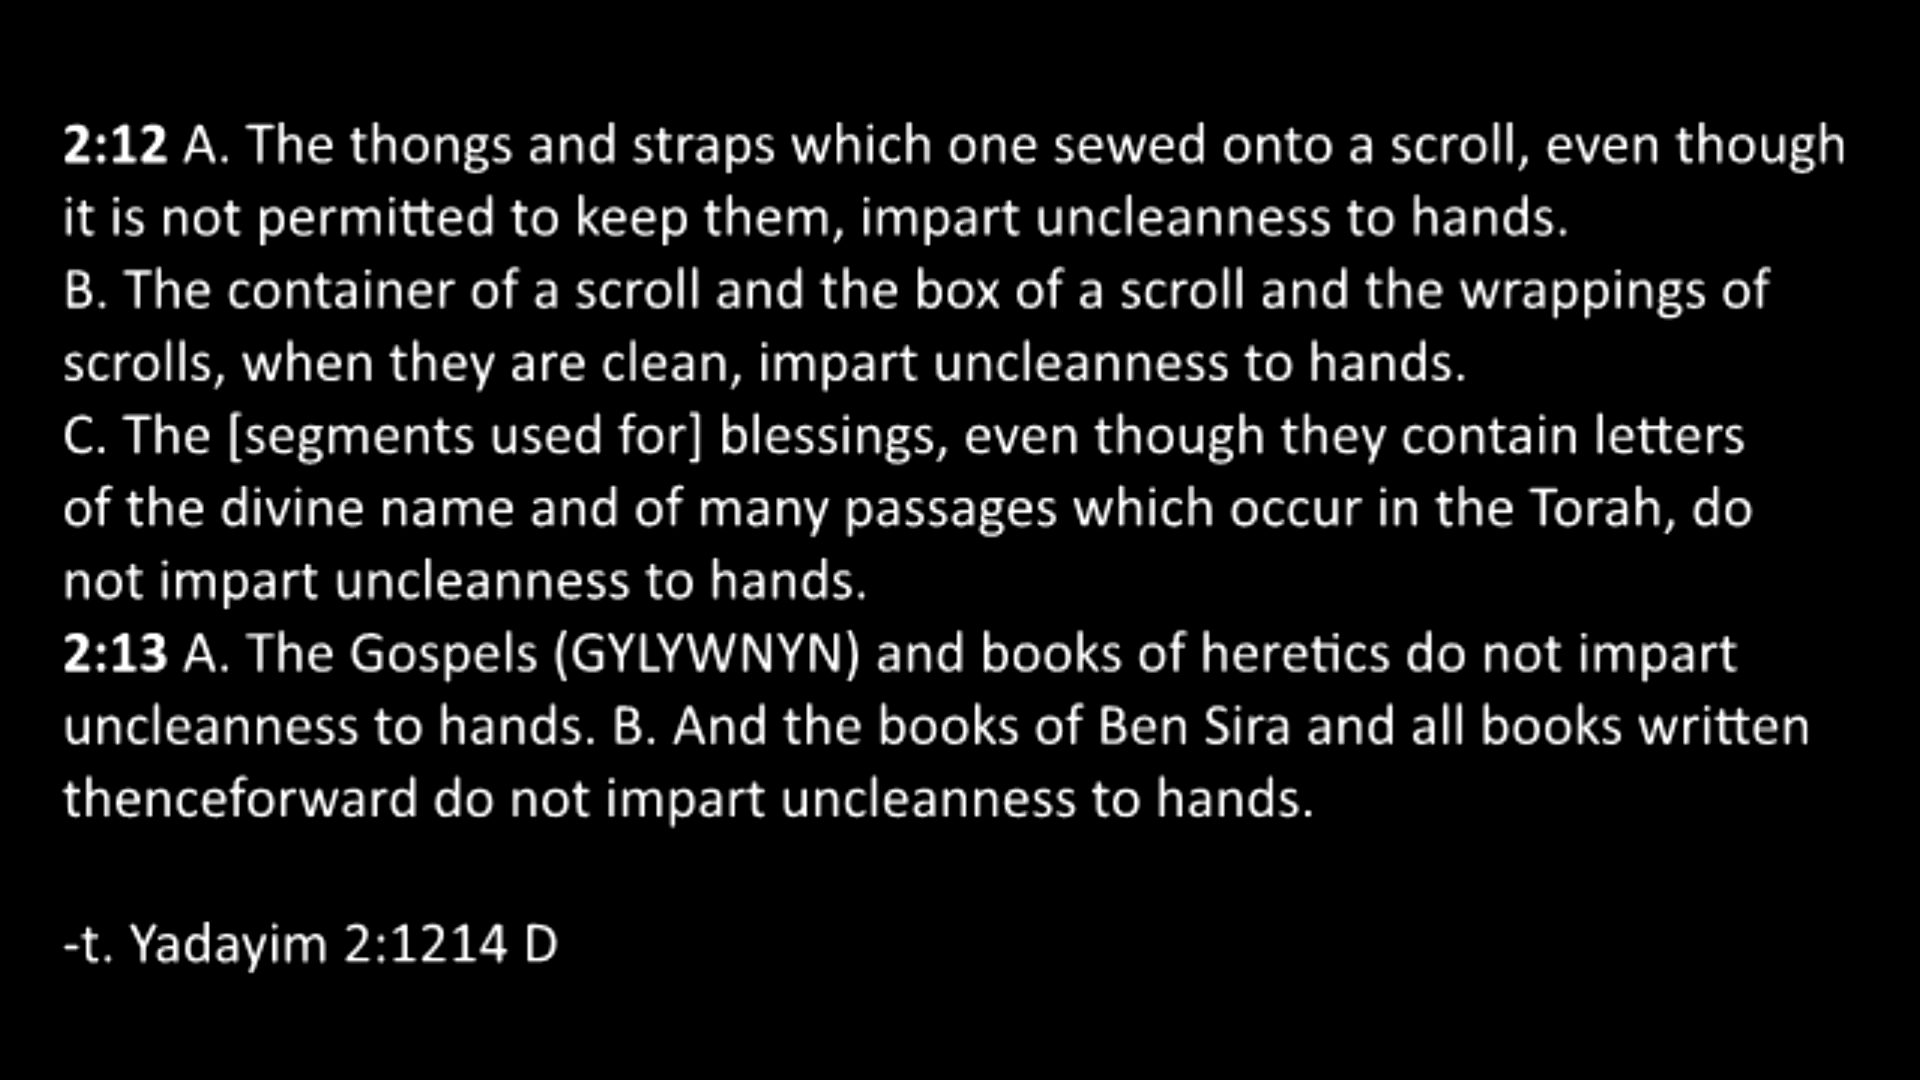 2:12 A. The thongs and straps which one sewed onto a scroll, even though
it is not permitted to keep them, impart uncleanness to hands.
B. The container of a scroll and the box of a scroll and the wrappings of
scrolls, when they are clean, impart uncleanness to hands.
C. The [segments used for] blessings, even though they contain letters
of the divine name and of many passages which occur in the Torah, do
not impart uncleanness to hands.
2:13 A. The Gospels (GYLYWNYN) and books of heretics do not impart
uncleanness to hands. B. And the books of Ben Sira and all books written
thenceforward do not impart uncleanness to hands.
-t. Yadayim 2:1214 D